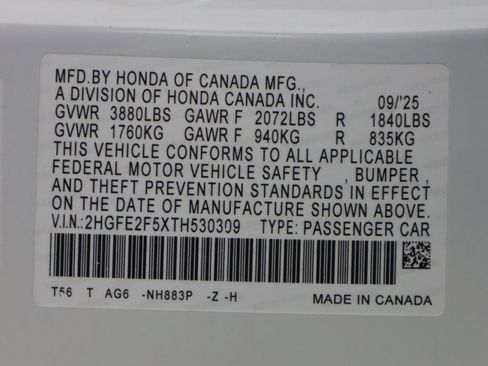 MFD.BY HONDA OF CANADA MFG.,
A DIVISION OF HONDA CANADA INC. 09/'25
GVWR 3880LBS GAWR F 2072LBS R 1840LBS
GVWR 1760KG GAWR F 940KG R 835KG
THIS VEHICLE CONFORMS TO ALL APPLICABLE
FEDERAL MOTOR VEHICLE SAFETY , BUMPER ,
AND THEFT PREVENTION STANDARDS IN EFFECT
ON THE DATE OF MANUFACTURE SHOWN ABOVE.
V.I.N.:2HGFE2F5XTH530309 TYPE: PASSENGER CAR
T56 T AG6 -NH883P -Z -H MADE IN CANADA